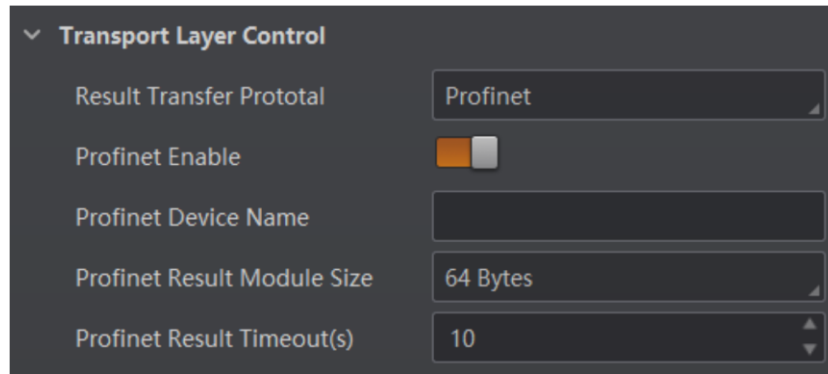 Transport Layer Control
Result Transfer Prototal Profinet
Profinet Enable
Profinet Device Name
Profinet Result Module Size 64 Bytes
Profinet Result Timeout(s) 10